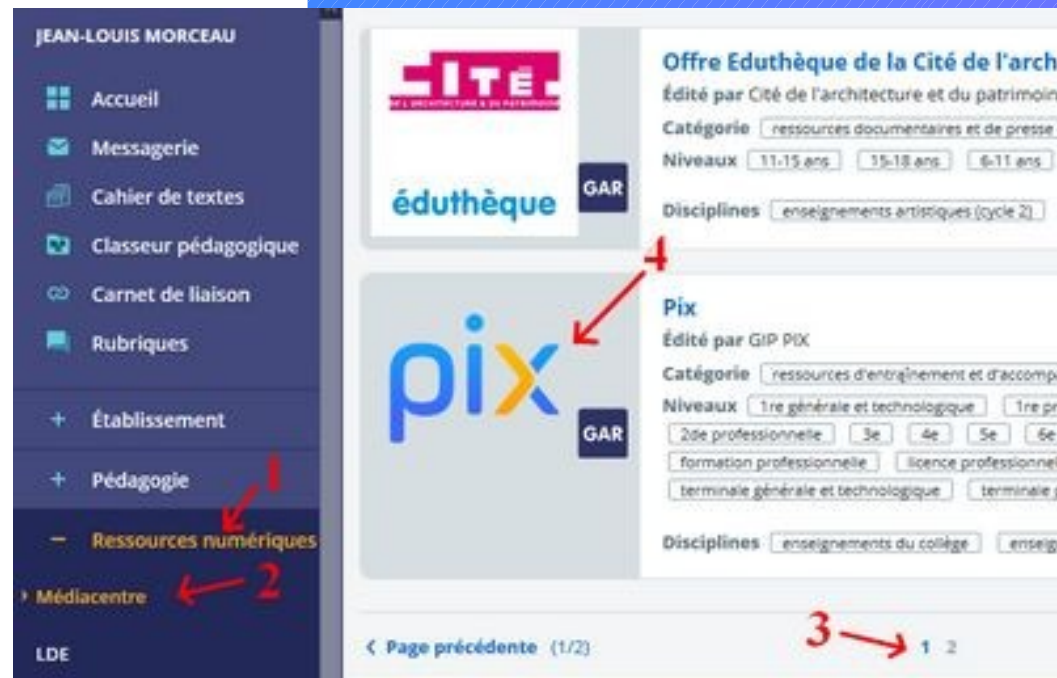 JEAN-LOUIS MORCEAU
Accueil
Messagerie
Cahier de textes
Classeur pédagogique
Carnet de liaison
Rubriques
+ Établissement
+ Pédagogie
1
− Ressources numériques
› Médiacentre
2
LDE
CITÉ
DE L'ARCHITECTURE & DU PATRIMOINE
éduthèque
GAR
Offre Eduthèque de la Cité de l'arch
Édité par Cité de l'architecture et du patrimoin
Catégorie ressources documentaires et de presse
Niveaux 11-15 ans 15-18 ans 6-11 ans
Disciplines enseignements artistiques (cycle 2)
4
pix
GAR
Pix
Édité par GIP PIX
Catégorie ressources d'entraînement et d'accompa
Niveaux 1re générale et technologique 1re pr
2de professionnelle 3e 4e 5e 6e
formation professionnelle licence professionnel
terminale générale et technologique terminale
Disciplines enseignements du collège enseig
‹ Page précédente (1/2)
3
1 2